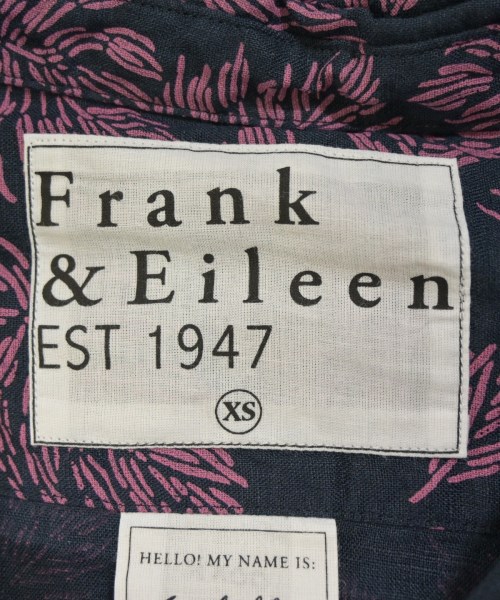 Frank
& Eileen
EST 1947
XS
HELLO! MY NAME IS: